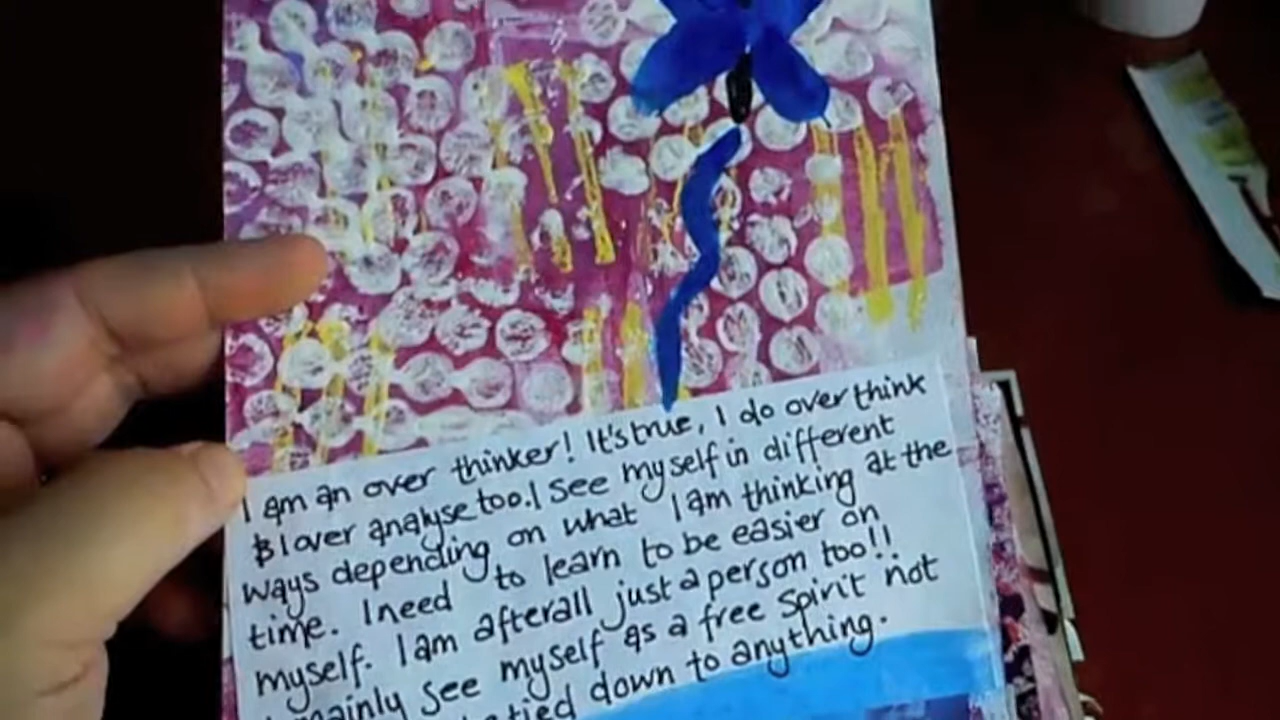 I am an over thinker! It's true, I do over think
& I over analyse too. I see myself in different
ways depending on what I am thinking at the
time. I need to learn to be easier on
myself. I am afterall just a person too!!
I mainly see myself as a free spirit not
tied down to anything.